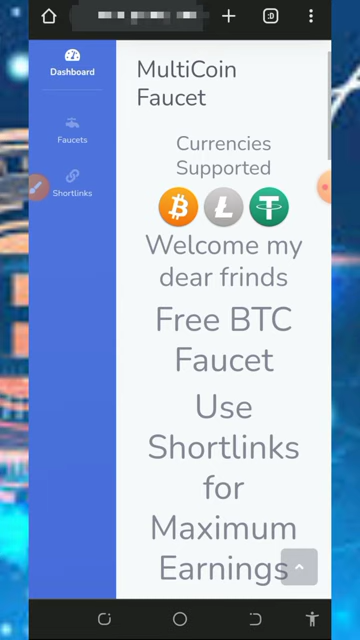 :D
Dashboard
MultiCoin
Faucet
Faucets
Shortlinks
Currencies
Supported
Welcome my
dear frinds
Free BTC
Faucet
Use
Shortlinks
for
Maximum
Earnings